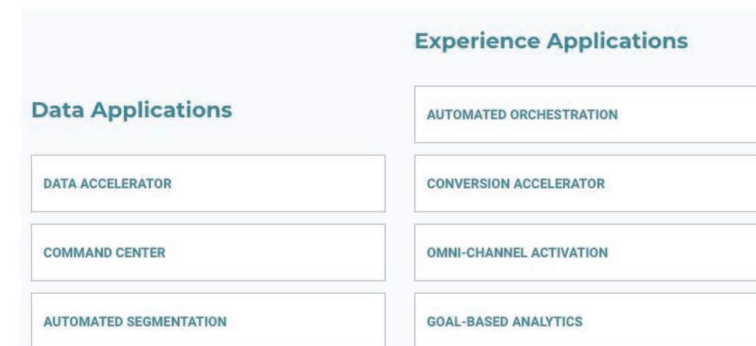 Data Applications
DATA ACCELERATOR
COMMAND CENTER
AUTOMATED SEGMENTATION
Experience Applications
AUTOMATED ORCHESTRATION
CONVERSION ACCELERATOR
OMNI-CHANNEL ACTIVATION
GOAL-BASED ANALYTICS